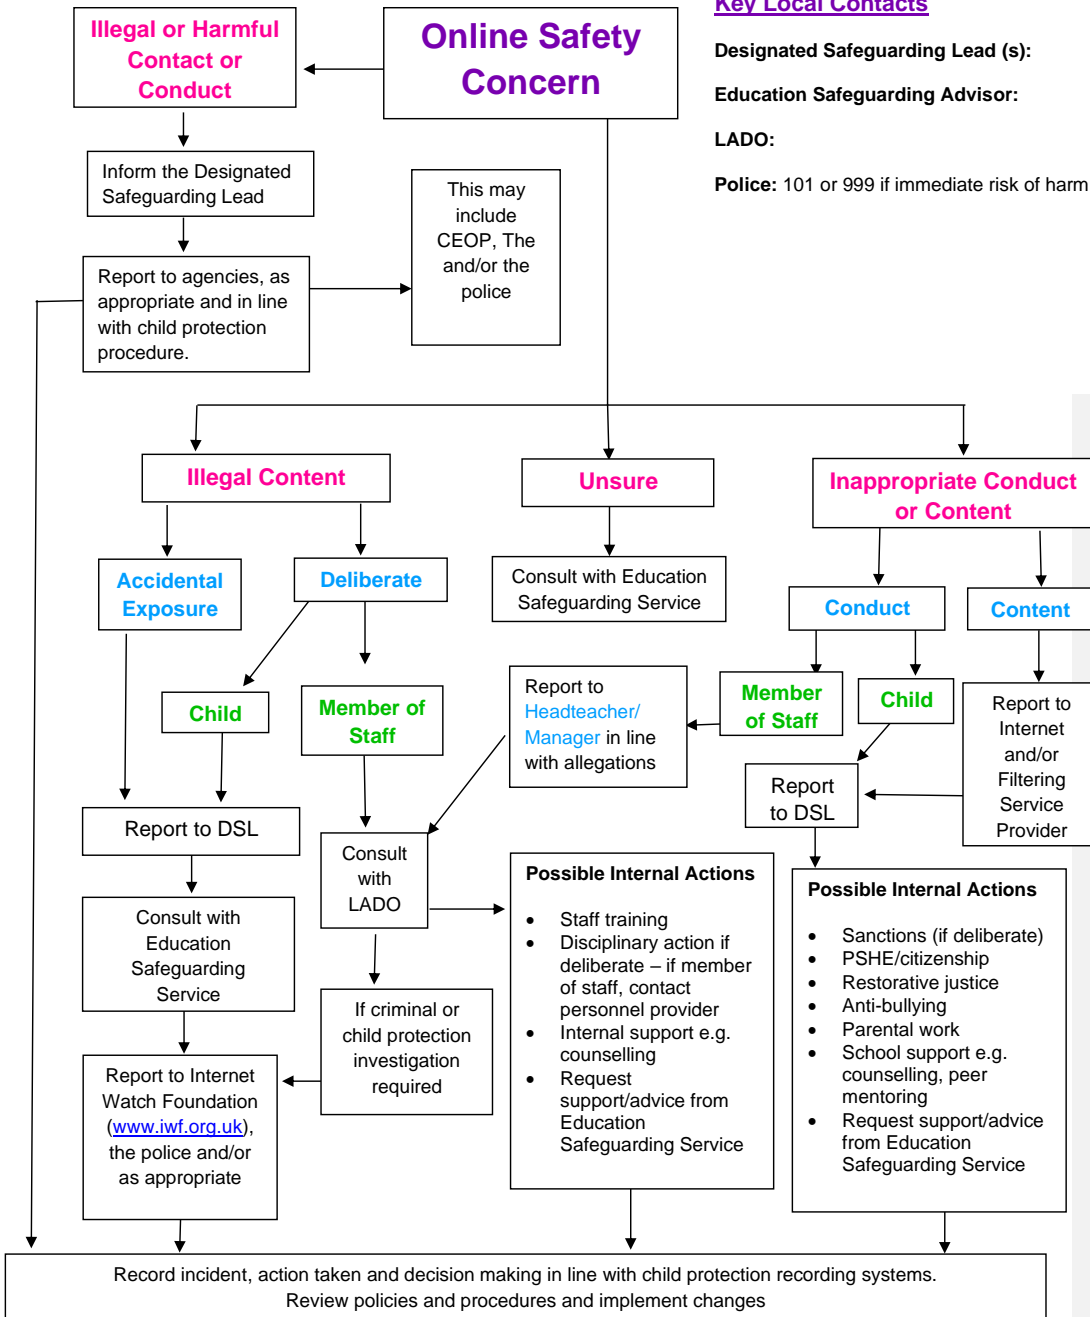 Key Local Contacts
Designated Safeguarding Lead (s):
Education Safeguarding Advisor:
LADO:
Police: 101 or 999 if immediate risk of harm
Online Safety
Concern
Illegal or Harmful
Contact or
Conduct
Inform the Designated
Safeguarding Lead
Report to agencies, as
appropriate and in line
with child protection
procedure.
This may
include
CEOP, The
and/or the
police
Illegal Content
Unsure
Inappropriate Conduct
or Content
Accidental
Exposure
Deliberate
Consult with Education
Safeguarding Service
Conduct
Content
Child
Member of
Staff
Report to
Headteacher/
Manager in line
with allegations
Member
of Staff
Child
Report to
Internet
and/or
Filtering
Service
Provider
Report to DSL
Consult
with
LADO
Report
to DSL
Consult with
Education
Safeguarding
Service
If criminal or
child protection
investigation
required
Report to Internet
Watch Foundation
(www.iwf.org.uk),
the police and/or
as appropriate
Possible Internal Actions
• Staff training
• Disciplinary action if
deliberate – if member
of staff, contact
personnel provider
• Internal support e.g.
counselling
• Request
support/advice from
Education
Safeguarding Service
Possible Internal Actions
• Sanctions (if deliberate)
• PSHE/citizenship
• Restorative justice
• Anti-bullying
• Parental work
• School support e.g.
counselling, peer
mentoring
• Request support/advice
from Education
Safeguarding Service
Record incident, action taken and decision making in line with child protection recording systems.
Review policies and procedures and implement changes